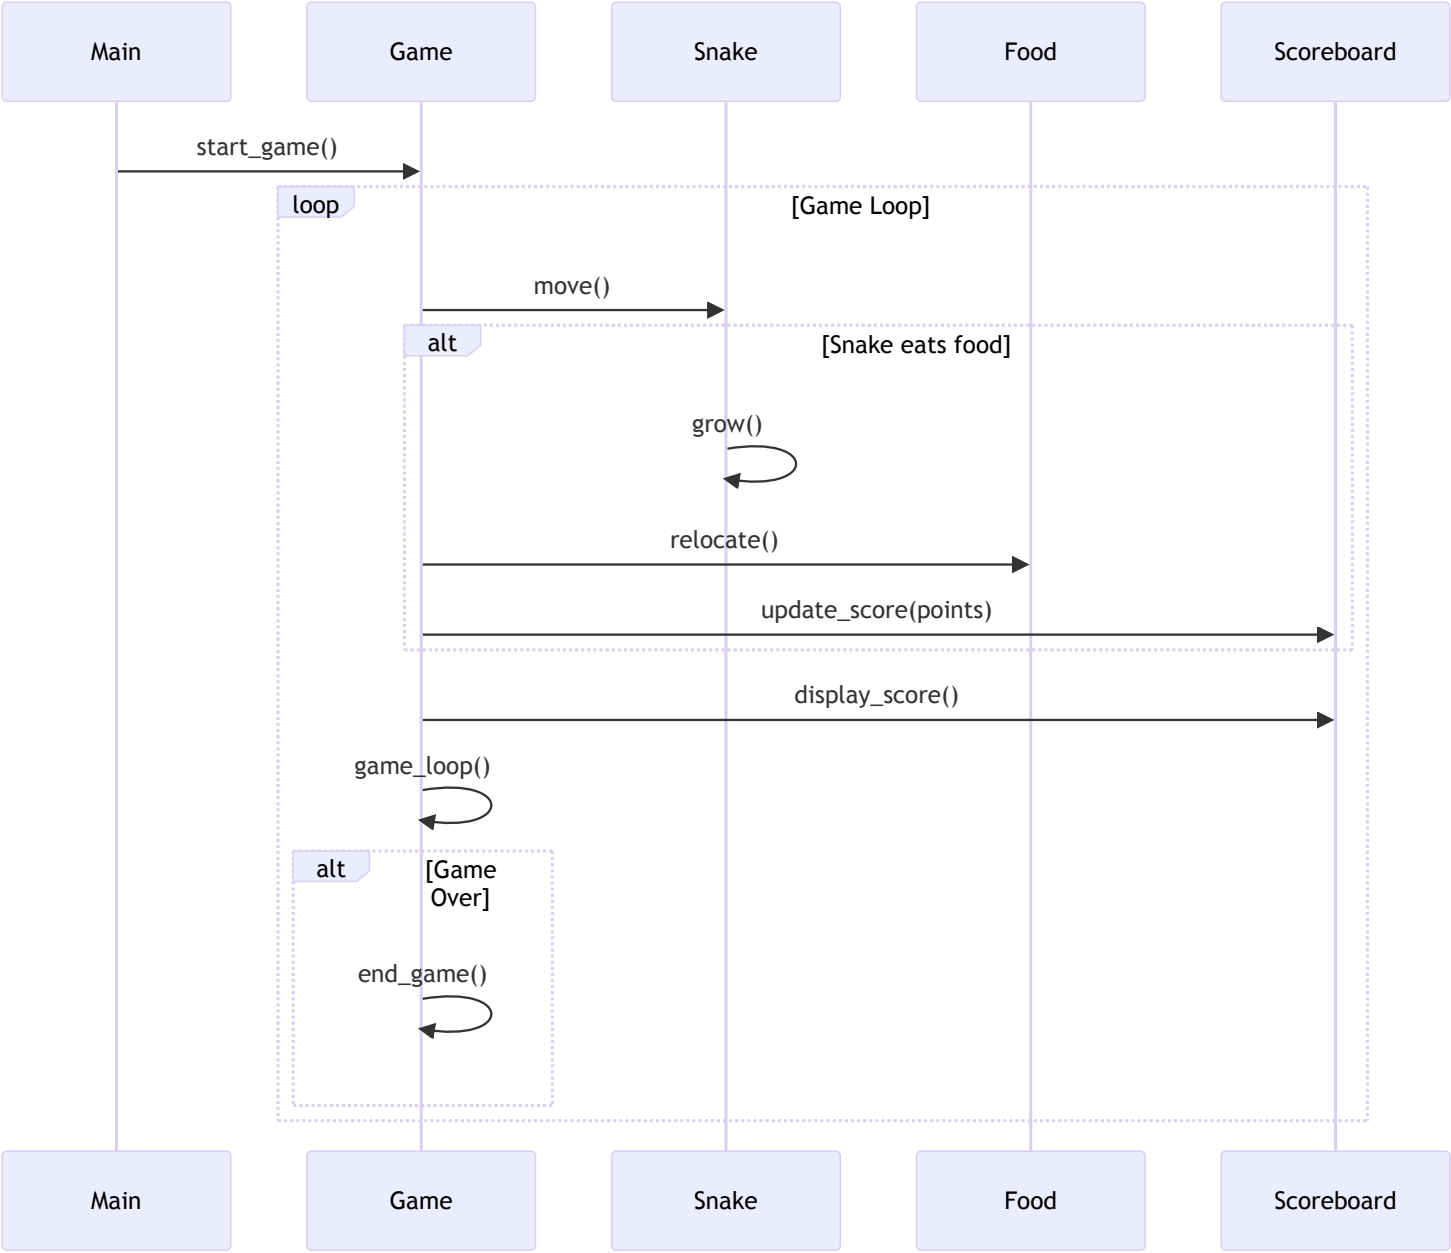 Main
Game
Snake
Food
Scoreboard
start_game()
loop
[Game Loop]
move()
alt
[Snake eats food]
grow()
relocate()
update_score(points)
display_score()
game_loop()
alt
[Game
Over]
end_game()
Main
Game
Snake
Food
Scoreboard